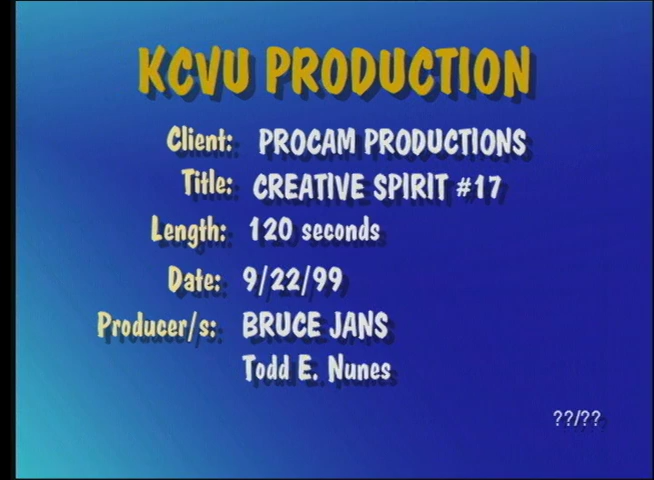 KCVU PRODUCTION
Client: PROCAM PRODUCTIONS
Title: CREATIVE SPIRIT #17
Length: 120 seconds
Date: 9/22/99
Producer/s: BRUCE JANS
Todd E. Nunes
??/??